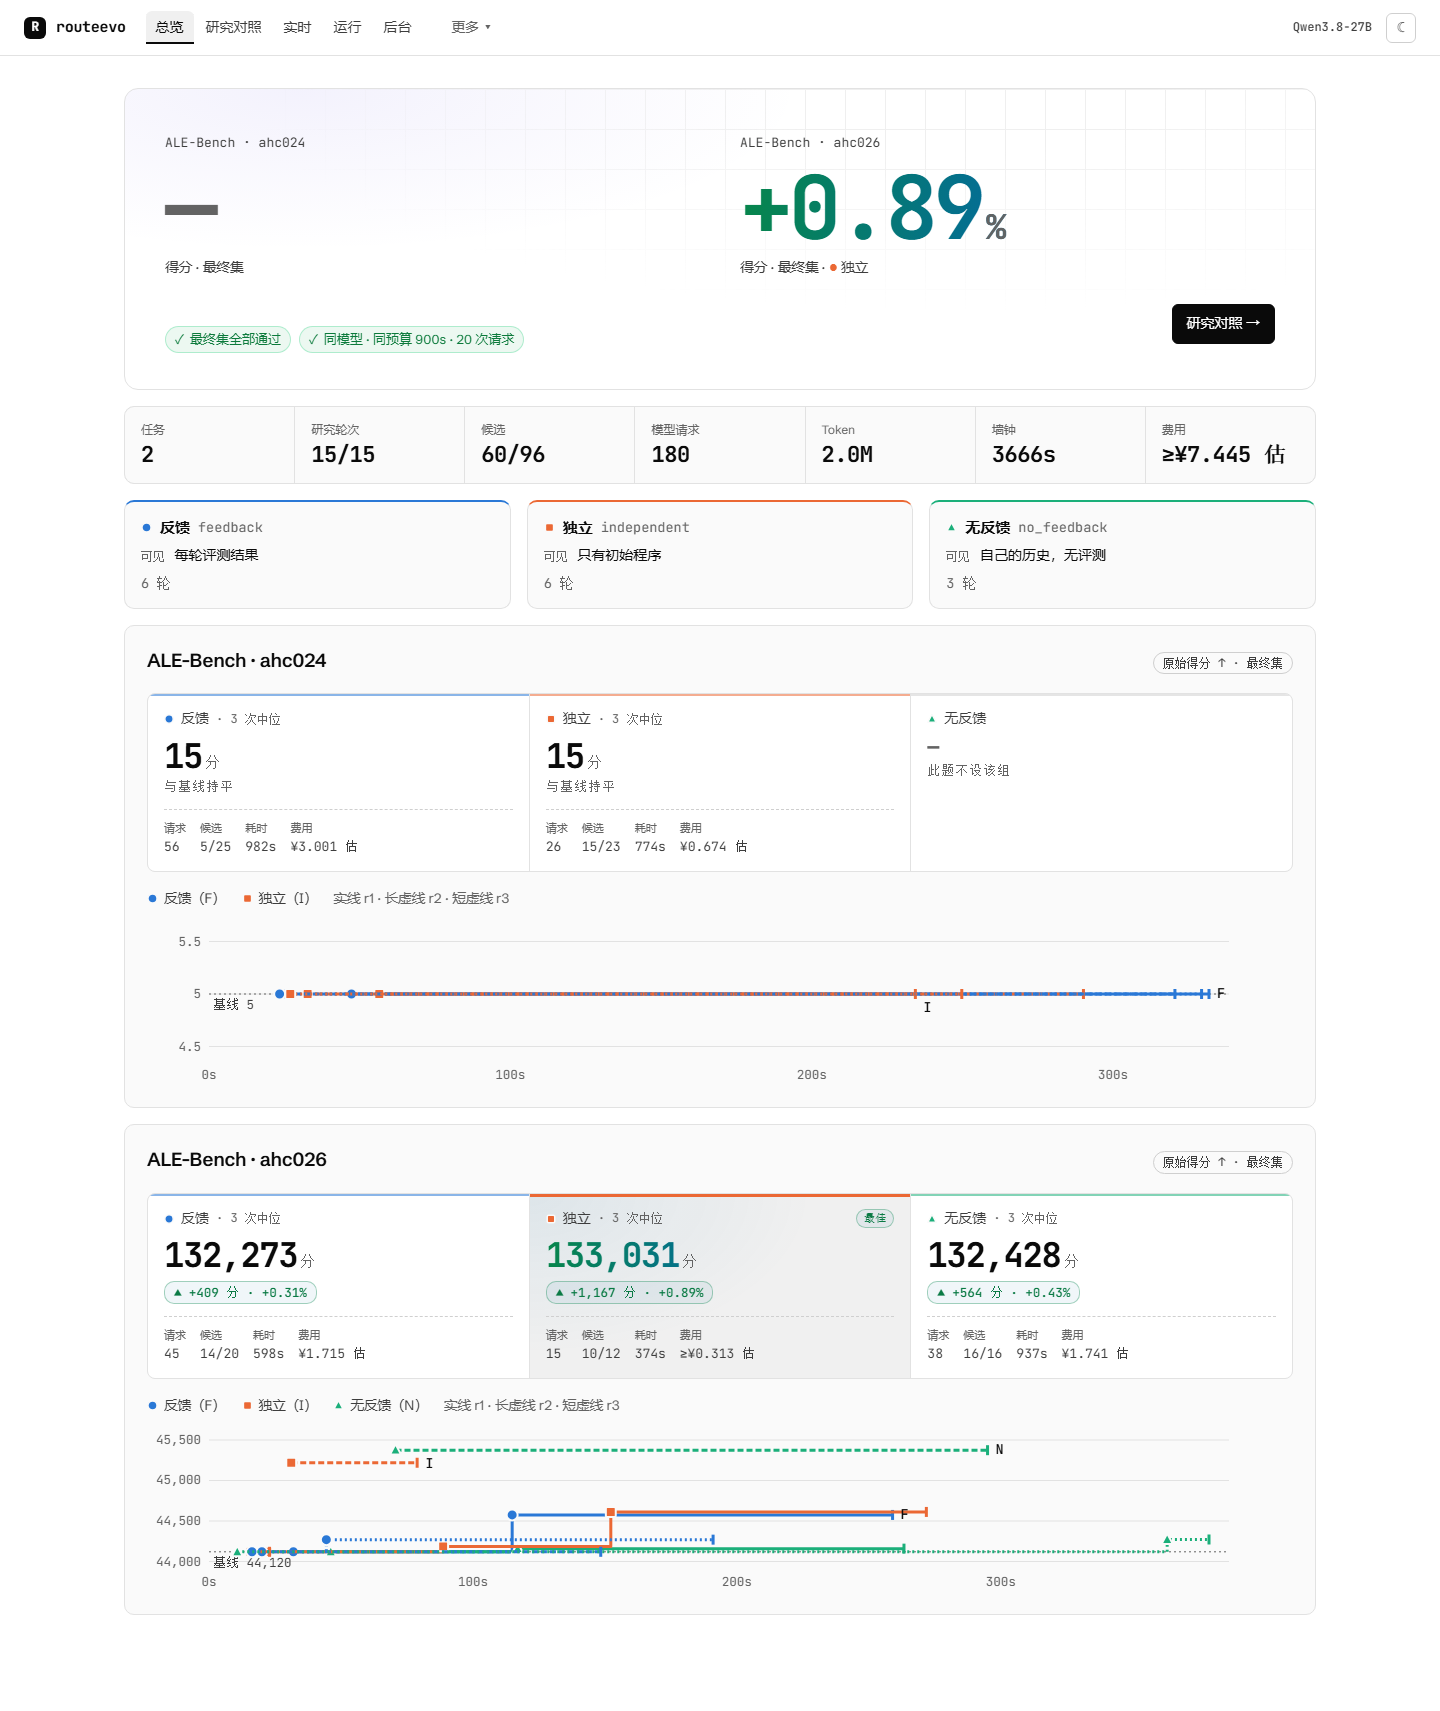 R routeevo 总览 研究对照 实时 运行 后台 更多 ▾ Qwen3.8-27B ☾
ALE-Bench · ahc024
—
得分 · 最终集
ALE-Bench · ahc026
+0.89%
得分 · 最终集 · 独立
✓ 最终集全部通过 ✓ 同模型 · 同预算 900s · 20 次请求
研究对照 →
任务
2
研究轮次
15/15
候选
60/96
模型请求
180
Token
2.0M
墙钟
3666s
费用
≥¥7.445 估
反馈 feedback
可见 每轮评测结果
6 轮
独立 independent
可见 只有初始程序
6 轮
无反馈 no_feedback
可见 自己的历史，无评测
3 轮
ALE-Bench · ahc024
原始得分 ↑ · 最终集
反馈 · 3 次中位
15分
与基线持平
请求 候选 耗时 费用
56 5/25 982s ¥3.001 估
独立 · 3 次中位
15分
与基线持平
请求 候选 耗时 费用
26 15/23 774s ¥0.674 估
无反馈
—
此题不设该组
反馈 (F) 独立 (I) 实线 r1 · 长虚线 r2 · 短虚线 r3
5.5
5
基线 5
F
I
4.5
0s 100s 200s 300s
ALE-Bench · ahc026
原始得分 ↑ · 最终集
反馈 · 3 次中位
132,273分
▲ +409 分 · +0.31%
请求 候选 耗时 费用
45 14/20 598s ¥1.715 估
独立 · 3 次中位
最佳
133,031分
▲ +1,167 分 · +0.89%
请求 候选 耗时 费用
15 10/12 374s ≥¥0.313 估
无反馈 · 3 次中位
132,428分
▲ +564 分 · +0.43%
请求 候选 耗时 费用
38 16/16 937s ¥1.741 估
反馈 (F) 独立 (I) 无反馈 (N) 实线 r1 · 长虚线 r2 · 短虚线 r3
45,500
N
I
45,000
44,500
F
44,000
基线 44,120
0s 100s 200s 300s